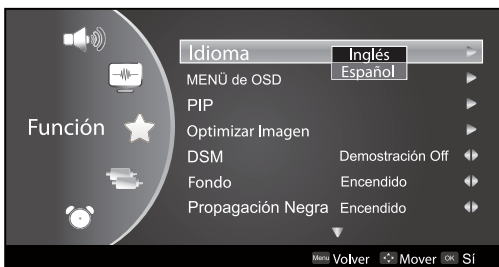 Función
Idioma Inglés
Español
MENÜ de OSD
PIP
Optimizar Imagen
DSM Demostración Off
Fondo Encendido
Propagación Negra Encendido
Menu Volver Mover OK Sí